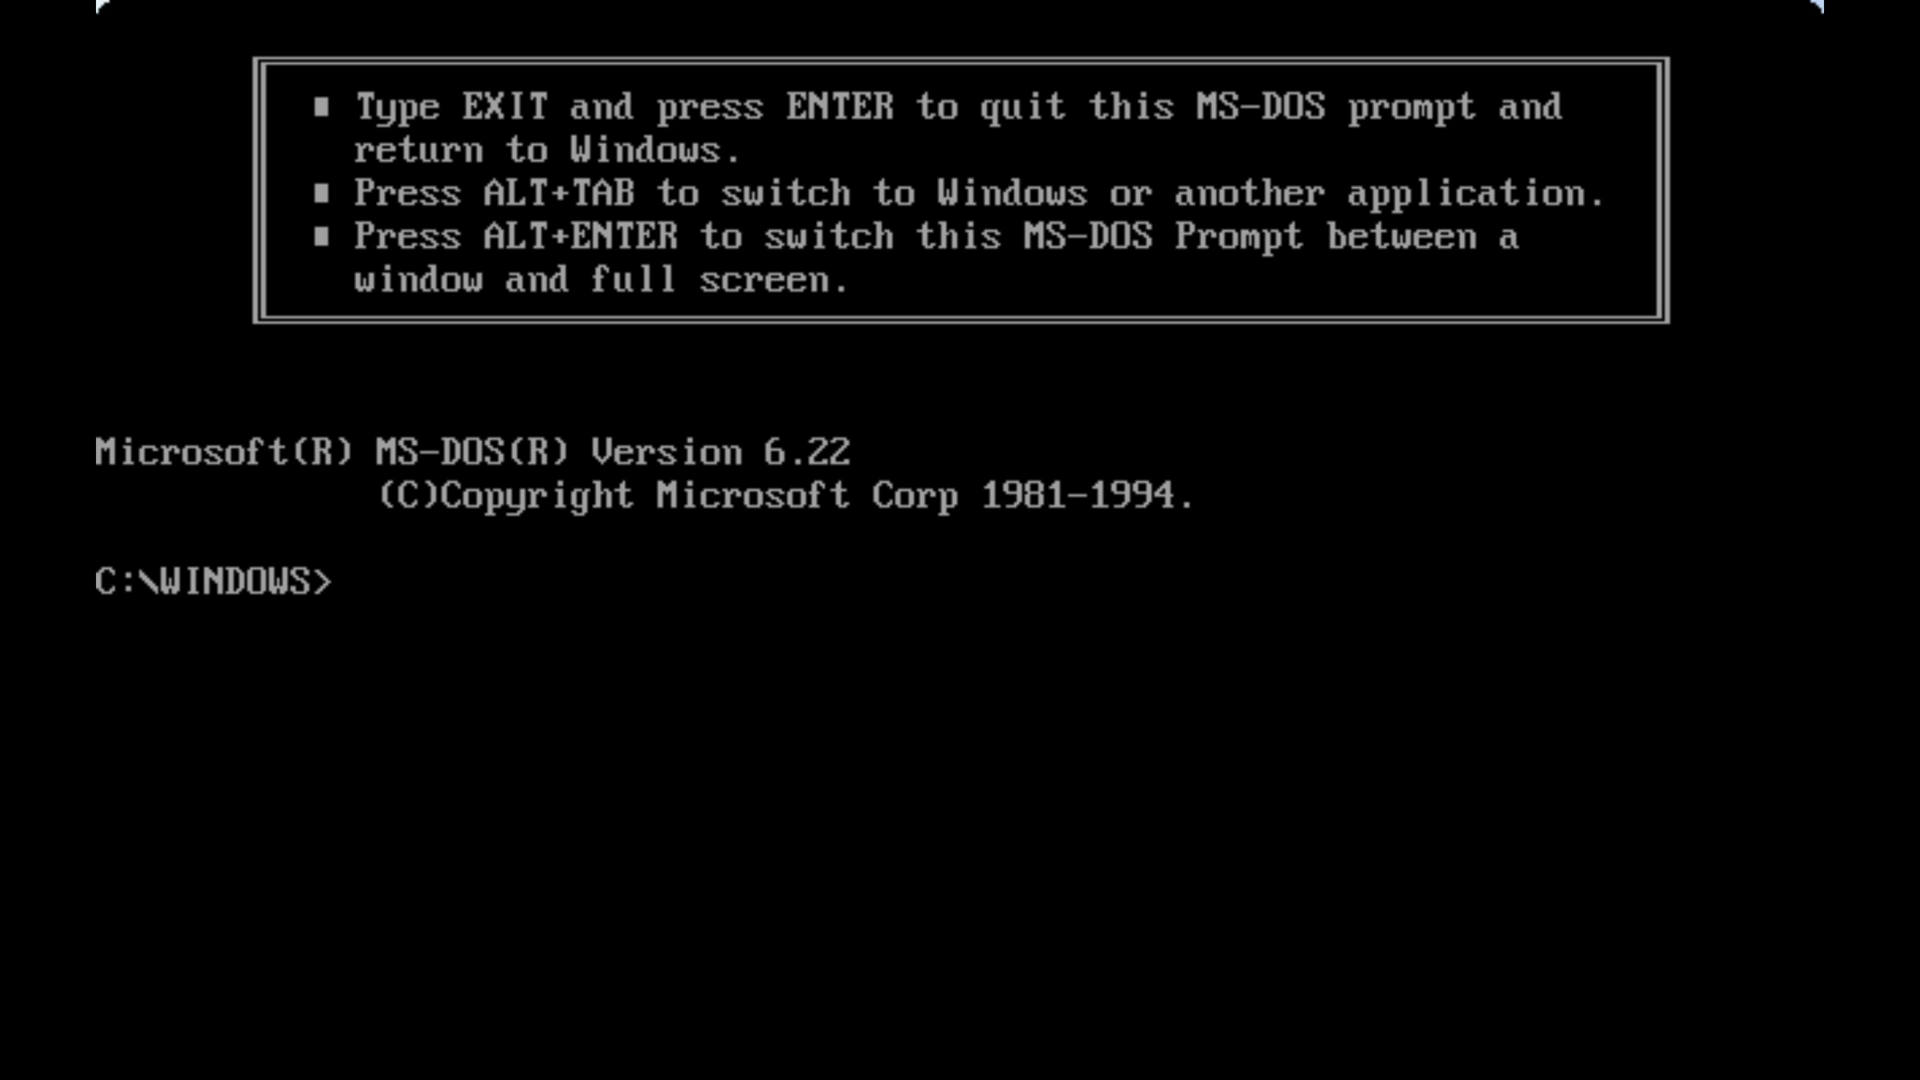 ■ Type EXIT and press ENTER to quit this MS-DOS prompt and
return to Windows.
■ Press ALT+TAB to switch to Windows or another application.
■ Press ALT+ENTER to switch this MS-DOS Prompt between a
window and full screen.
Microsoft(R) MS-DOS(R) Version 6.22
(C)Copyright Microsoft Corp 1981-1994.
C:\WINDOWS>